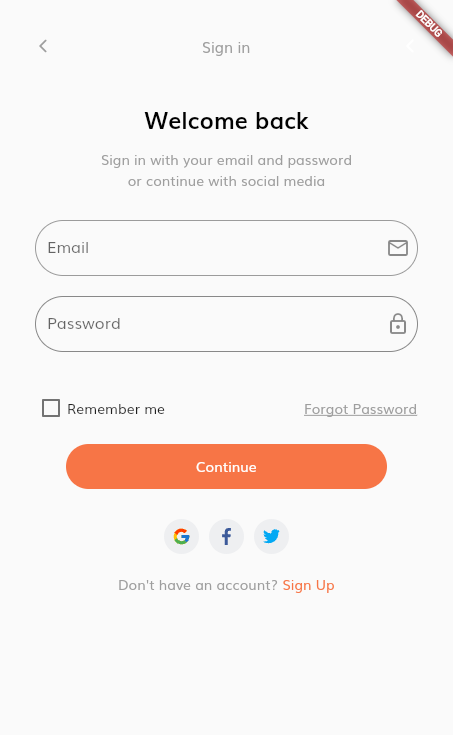 DEBUG
Sign in
Welcome back
Sign in with your email and password
or continue with social media
Email
Password
Remember me
Forgot Password
Continue
Don't have an account? Sign Up